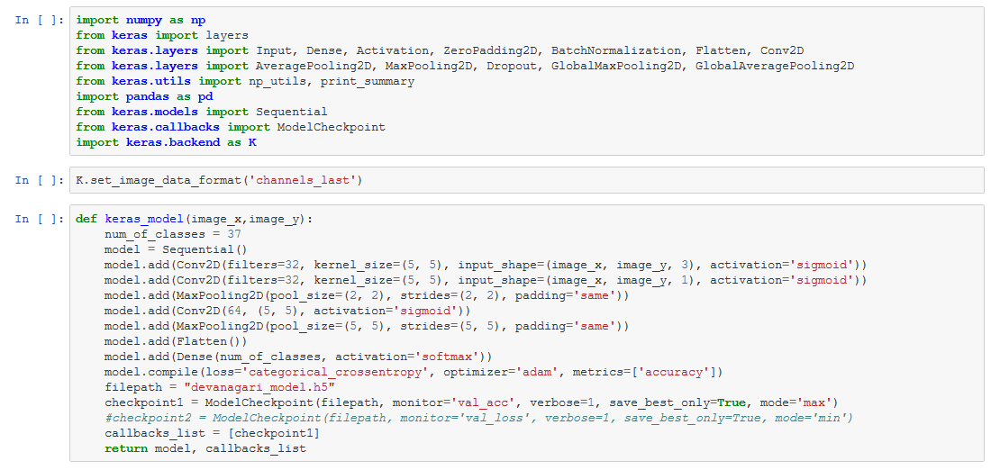 In [ ]: import numpy as np
from keras import layers
from keras.layers import Input, Dense, Activation, ZeroPadding2D, BatchNormalization, Flatten, Conv2D
from keras.layers import AveragePooling2D, MaxPooling2D, Dropout, GlobalMaxPooling2D, GlobalAveragePooling2D
from keras.utils import np_utils, print_summary
import pandas as pd
from keras.models import Sequential
from keras.callbacks import ModelCheckpoint
import keras.backend as K
In [ ]: K.set_image_data_format('channels_last')
In [ ]: def keras_model(image_x,image_y):
    num_of_classes = 37
    model = Sequential()
    model.add(Conv2D(filters=32, kernel_size=(5, 5), input_shape=(image_x, image_y, 3), activation='sigmoid'))
    model.add(Conv2D(filters=32, kernel_size=(5, 5), input_shape=(image_x, image_y, 1), activation='sigmoid'))
    model.add(MaxPooling2D(pool_size=(2, 2), strides=(2, 2), padding='same'))
    model.add(Conv2D(64, (5, 5), activation='sigmoid'))
    model.add(MaxPooling2D(pool_size=(5, 5), strides=(5, 5), padding='same'))
    model.add(Flatten())
    model.add(Dense(num_of_classes, activation='softmax'))
    model.compile(loss='categorical_crossentropy', optimizer='adam', metrics=['accuracy'])
    filepath = "devanagari_model.h5"
    checkpoint1 = ModelCheckpoint(filepath, monitor='val_acc', verbose=1, save_best_only=True, mode='max')
    #checkpoint2 = ModelCheckpoint(filepath, monitor='val_loss', verbose=1, save_best_only=True, mode='min')
    callbacks_list = [checkpoint1]
    return model, callbacks_list